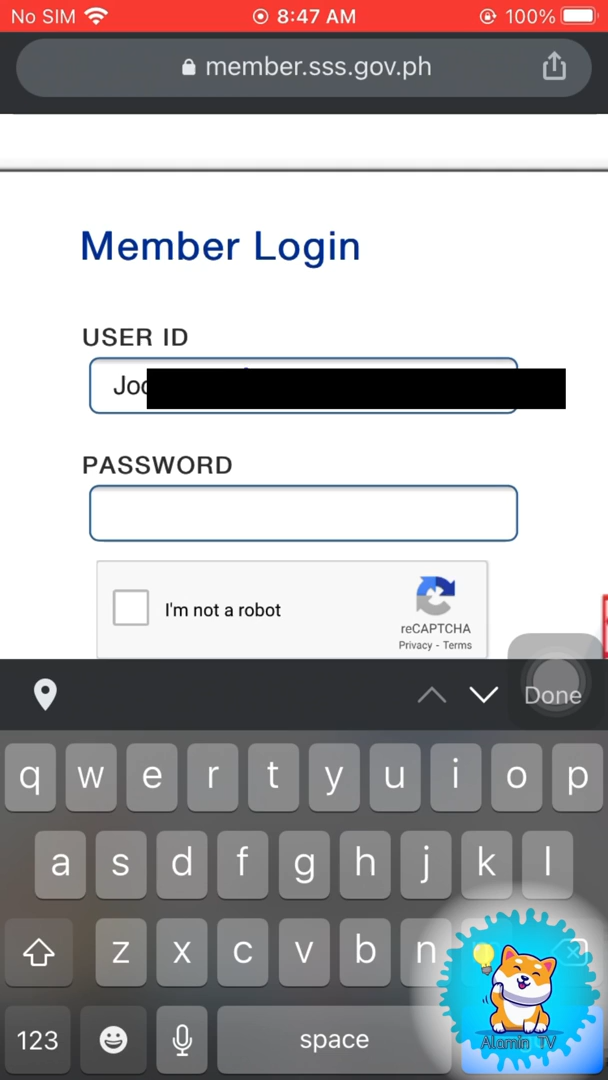 No SIM 8:47 AM 100%
member.sss.gov.ph
Member Login
USER ID
Joc
PASSWORD
I'm not a robot
reCAPTCHA
Privacy - Terms
Done
q w e r t y u i o p
a s d f g h j k l
z x c v b n
123 space
Alamin TV